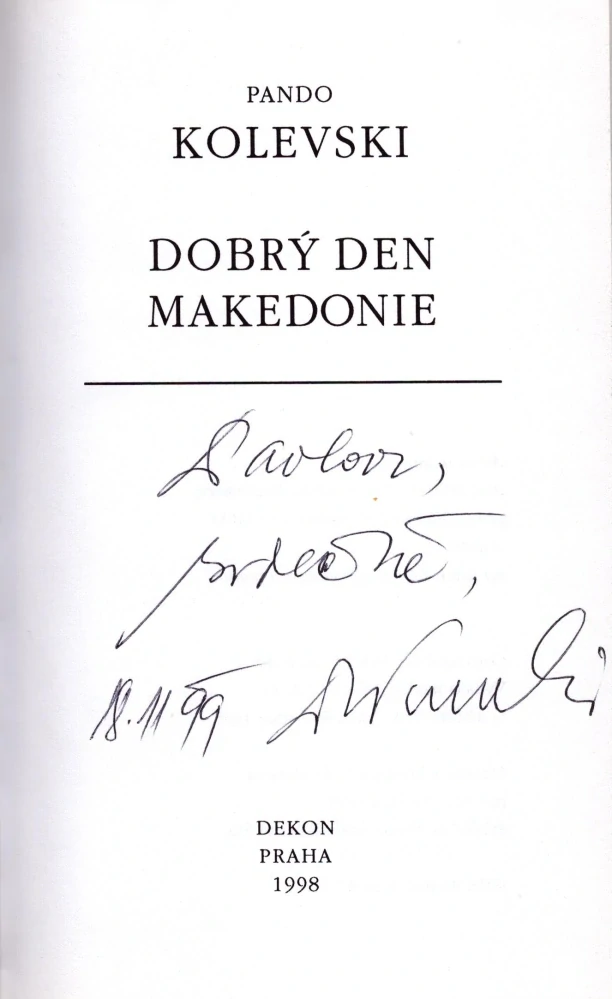 PANDO
KOLEVSKI
DOBRÝ DEN
MAKEDONIE
Pavlovi,
srdečně,
18.11.99
DEKON
PRAHA
1998